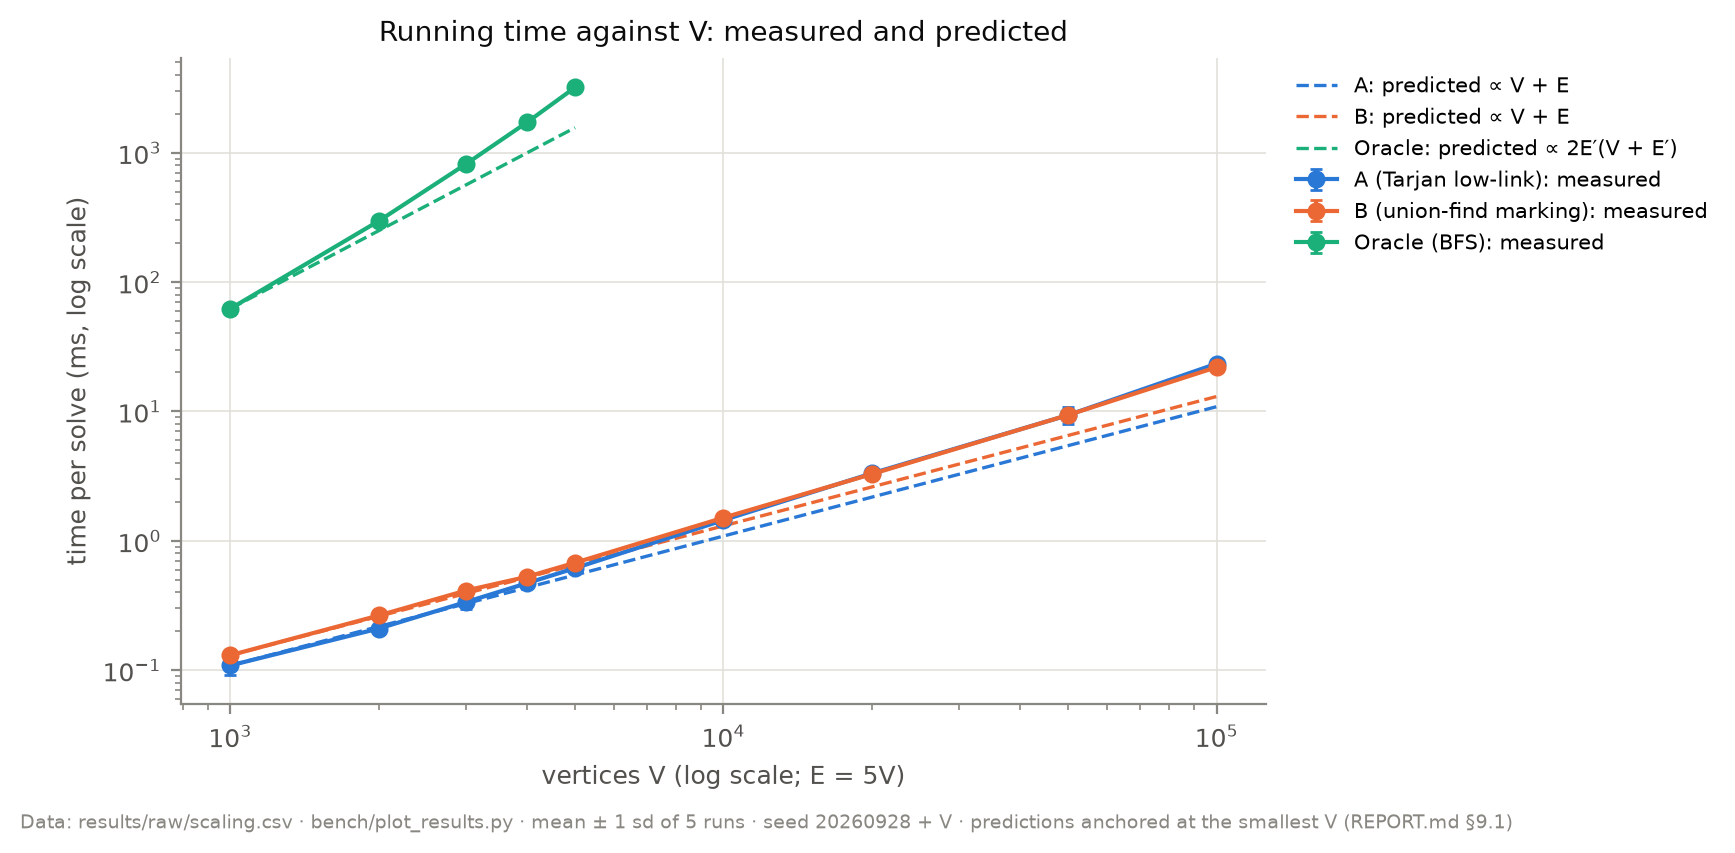 Running time against V: measured and predicted
time per solve (ms, log scale)
10³
10²
10¹
10⁰
10⁻¹
A: predicted ∝ V + E
B: predicted ∝ V + E
Oracle: predicted ∝ 2E′(V + E′)
A (Tarjan low-link): measured
B (union-find marking): measured
Oracle (BFS): measured
10³
10⁴
10⁵
vertices V (log scale; E = 5V)
Data: results/raw/scaling.csv · bench/plot_results.py · mean ± 1 sd of 5 runs · seed 20260928 + V · predictions anchored at the smallest V (REPORT.md §9.1)